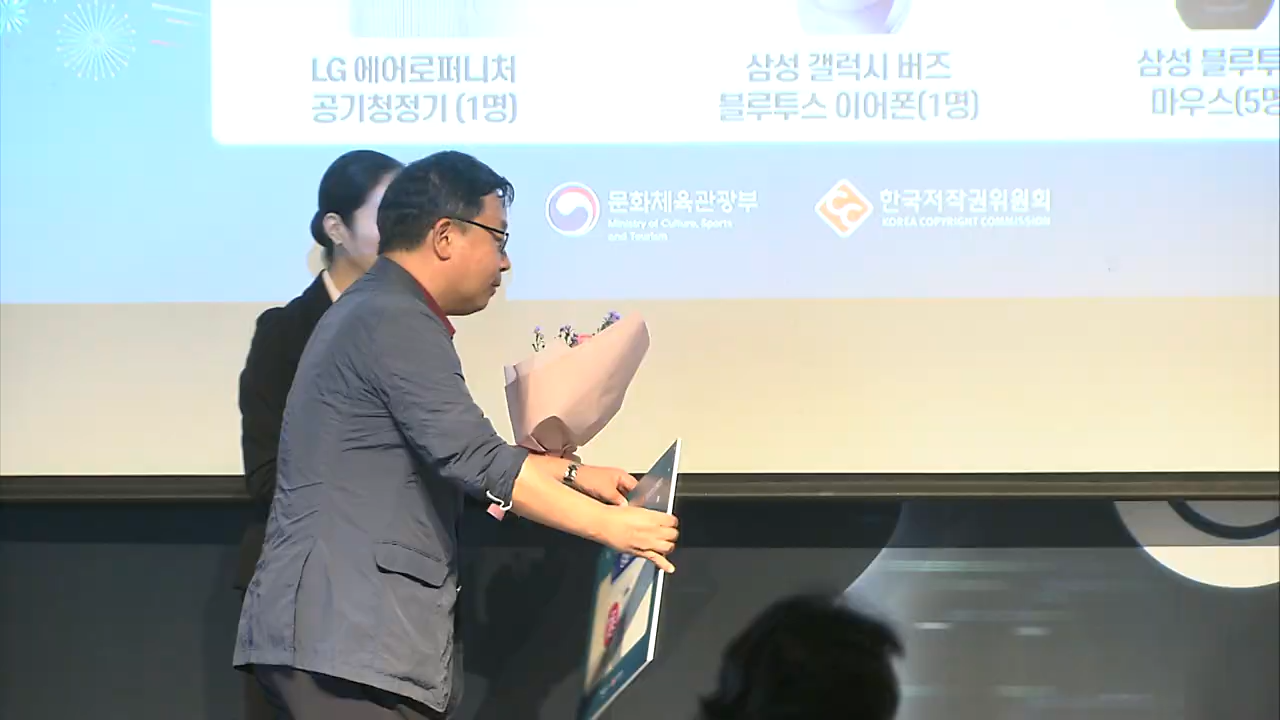 LG 에어로퍼니처
공기청정기 (1명)
삼성 갤럭시 버즈
블루투스 이어폰(1명)
삼성 블루투
마우스(5명
문화체육관광부
Ministry of Culture, Sports
and Tourism
한국저작권위원회
KOREA COPYRIGHT COMMISSION